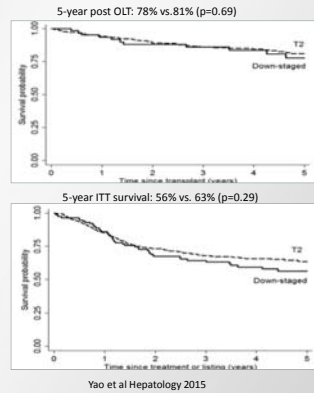 5-year post OLT: 78% vs.81% (p=0.69)
Survival probability
1.00
0.75
0.50
0.25
0.00
T2
Down-staged
0
1
2
3
4
5
Time since transplant (years)
5-year ITT survival: 56% vs. 63% (p=0.29)
Survival probability
1.00
0.75
0.50
0.25
0.00
T2
Down-staged
0
1
2
3
4
5
Time since treatment or listing (years)
Yao et al Hepatology 2015